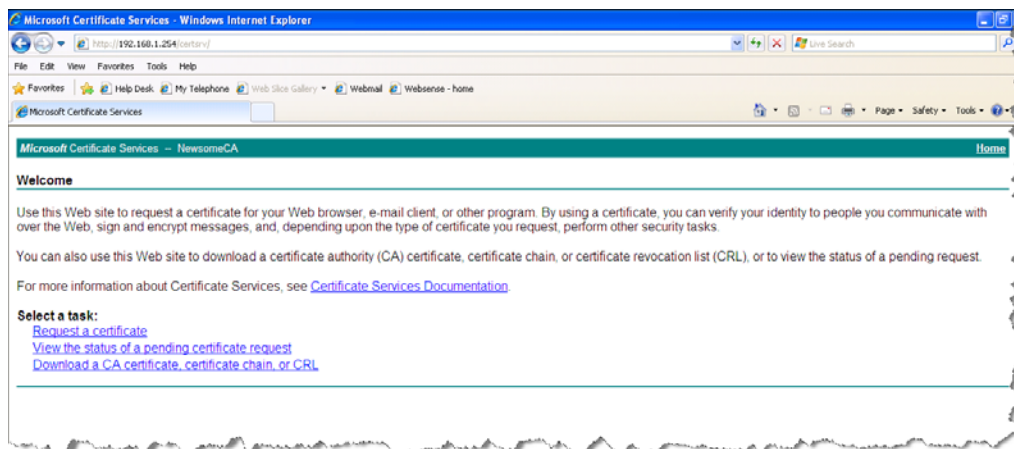 Microsoft Certificate Services - Windows Internet Explorer
http://192.168.1.254/certsrv/
Live Search
File Edit View Favorites Tools Help
Favorites Help Desk My Telephone Web Slice Gallery Webmail Websense - home
Microsoft Certificate Services
Page Safety Tools
Microsoft Certificate Services -- NewsomeCA Home
Welcome
Use this Web site to request a certificate for your Web browser, e-mail client, or other program. By using a certificate, you can verify your identity to people you communicate with
over the Web, sign and encrypt messages, and, depending upon the type of certificate you request, perform other security tasks.
You can also use this Web site to download a certificate authority (CA) certificate, certificate chain, or certificate revocation list (CRL), or to view the status of a pending request.
For more information about Certificate Services, see Certificate Services Documentation.
Select a task:
Request a certificate
View the status of a pending certificate request
Download a CA certificate, certificate chain, or CRL